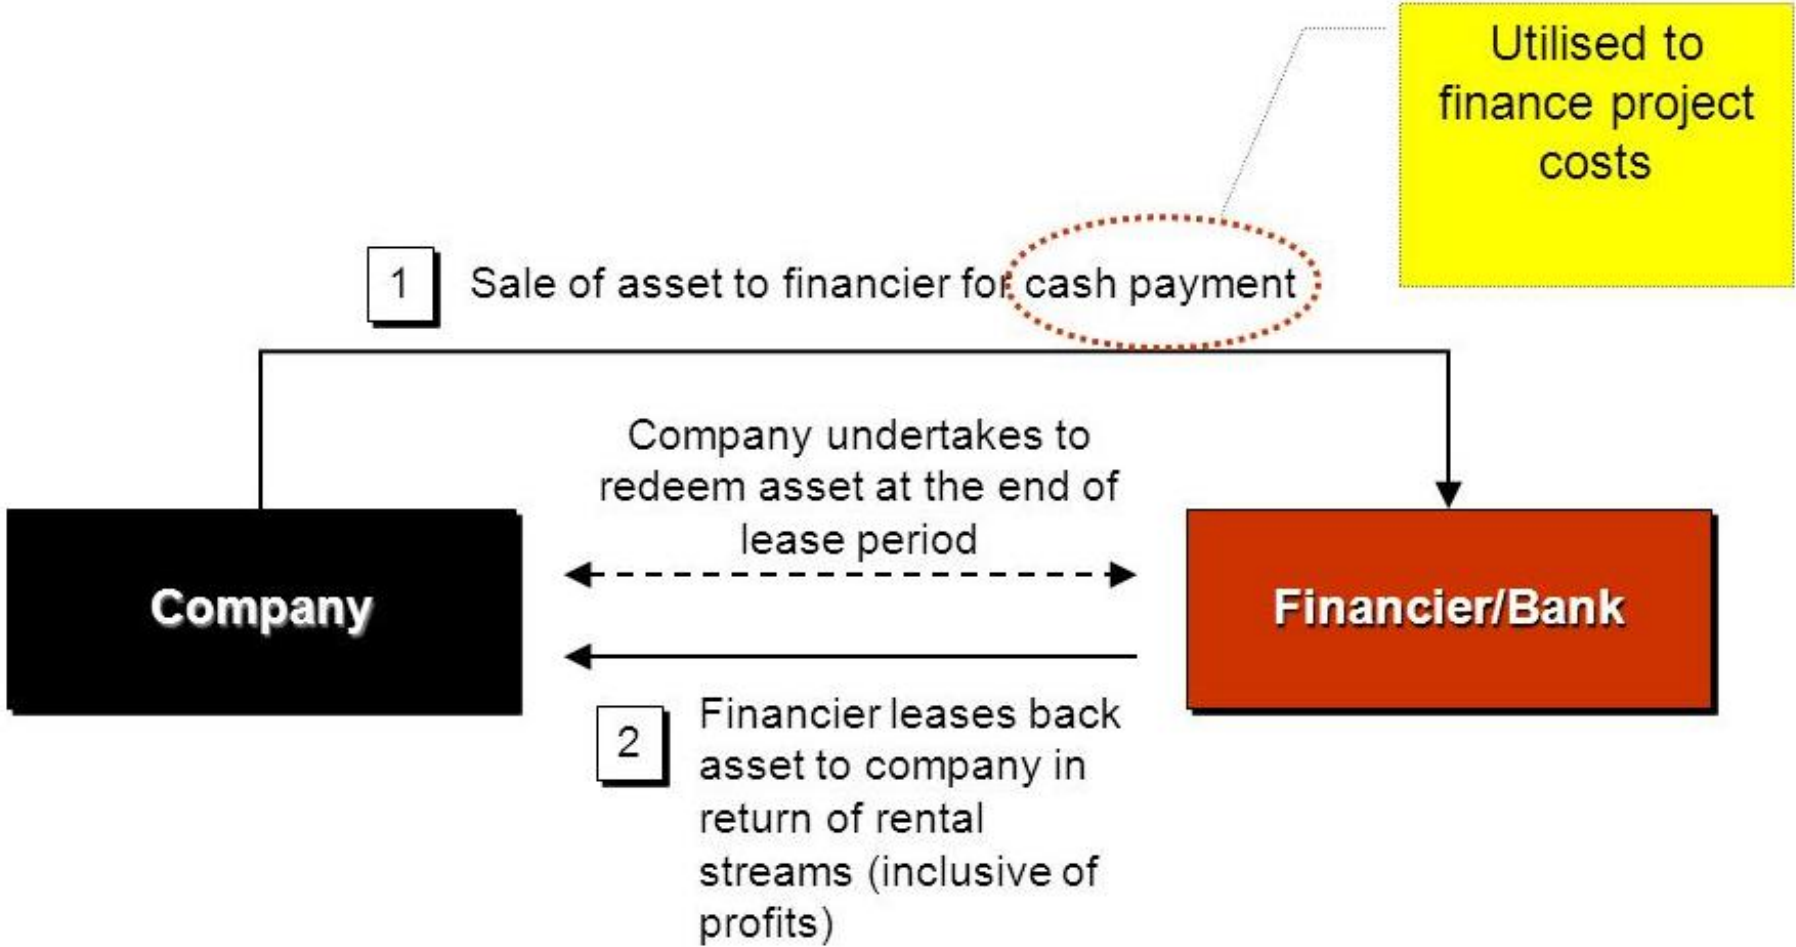 Utilised to
finance project
costs
1
Sale of asset to financier for cash payment
Company undertakes to
redeem asset at the end of
lease period
Company
Financier/Bank
2
Financier leases back
asset to company in
return of rental
streams (inclusive of
profits)